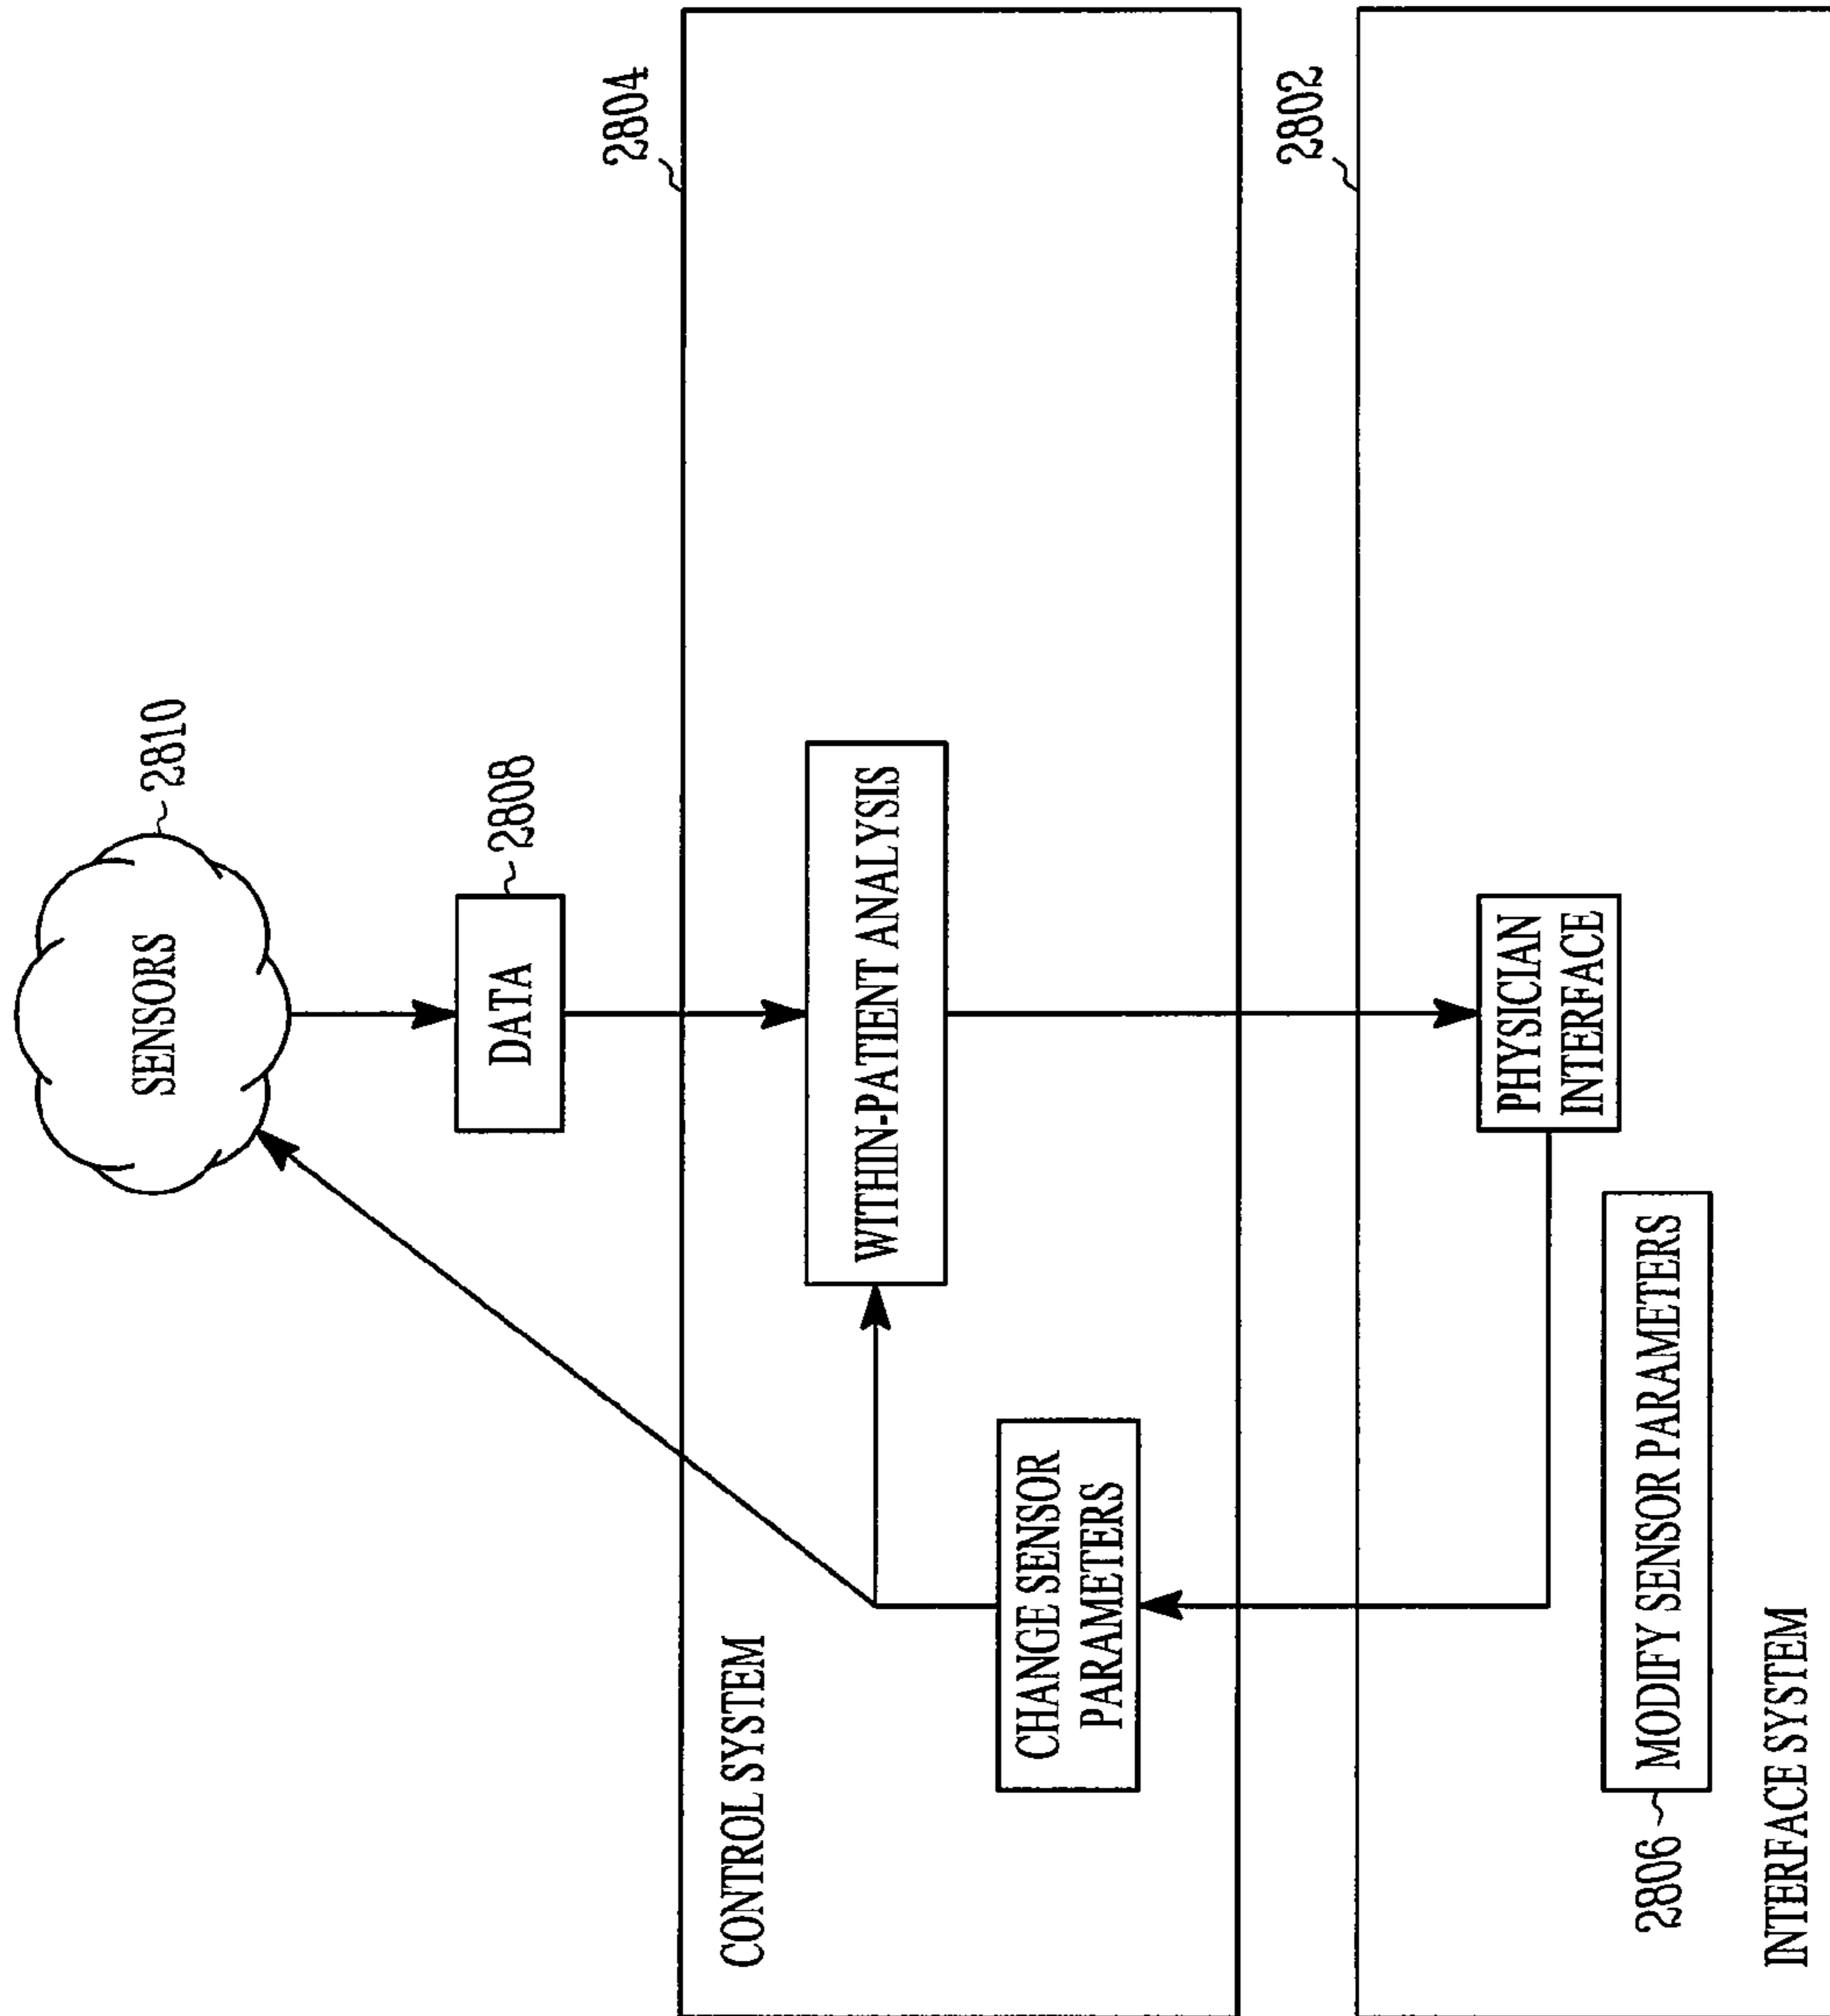 SENSORS
2810
DATA
2808
2804
CONTROL SYSTEM
WITHIN-PATIENT ANALYSIS
CHANGE SENSOR
PARAMETERS
2802
PHYSICIAN
INTERFACE
2806
MODIFY SENSOR PARAMETERS
INTERFACE SYSTEM